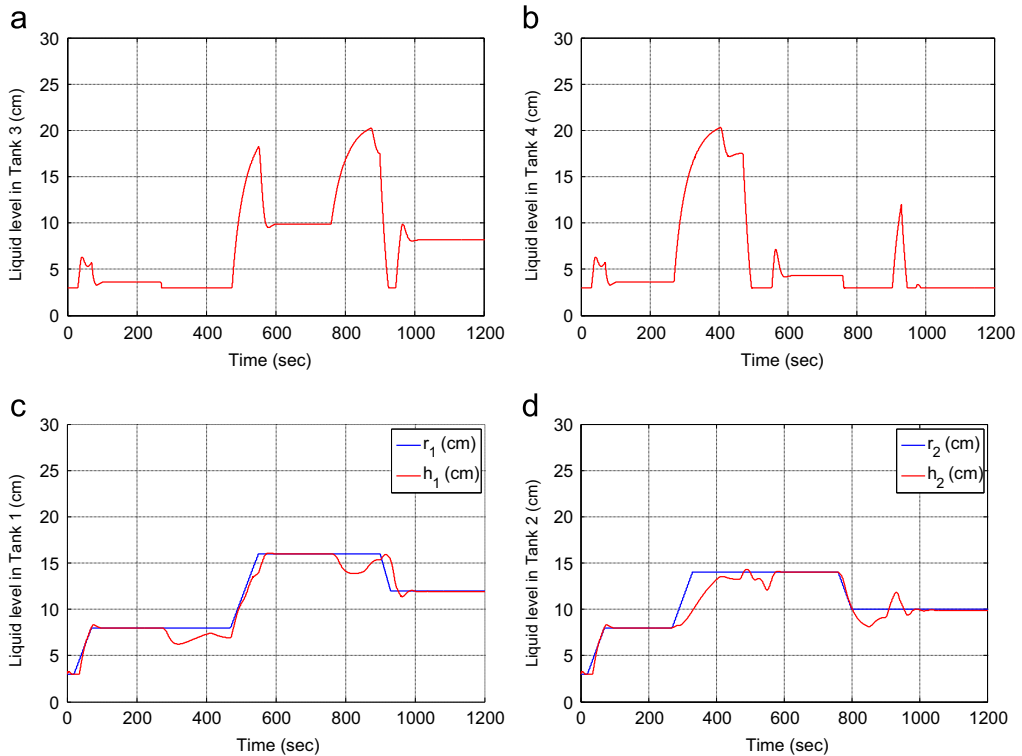 a
30
25
20
15
10
5
0
0 200 400 600 800 1000 1200
Liquid level in Tank 3 (cm)
Time (sec)
b
30
25
20
15
10
5
0
0 200 400 600 800 1000 1200
Liquid level in Tank 4 (cm)
Time (sec)
c
30
25
20
15
10
5
0
0 200 400 600 800 1000 1200
Liquid level in Tank 1 (cm)
Time (sec)
r_1 (cm)
h_1 (cm)
d
30
25
20
15
10
5
0
0 200 400 600 800 1000 1200
Liquid level in Tank 2 (cm)
Time (sec)
r_2 (cm)
h_2 (cm)